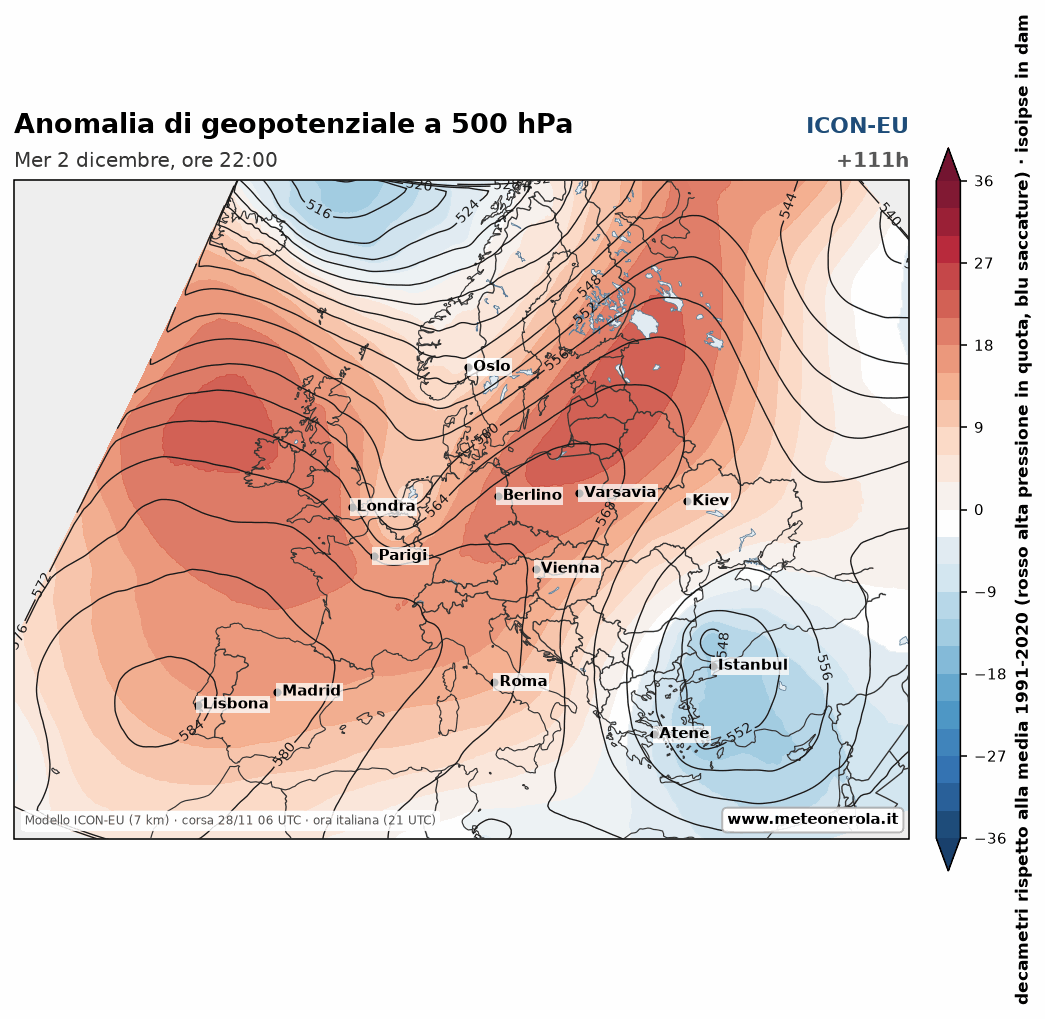 Anomalia di geopotenziale a 500 hPa
ICON-EU
Mer 2 dicembre, ore 22:00
+111h
516
520
524
544
540
548
552
556
560
564
568
572
576
584
580
548
556
552
Oslo
Londra
Berlino
Varsavia
Kiev
Parigi
Vienna
Istanbul
Roma
Madrid
Lisbona
Atene
Modello ICON-EU (7 km) · corsa 28/11 06 UTC · ora italiana (21 UTC)
www.meteonerola.it
36
27
18
9
0
−9
−18
−27
−36
decametri rispetto alla media 1991-2020 (rosso alta pressione in quota, blu saccature) · isoipse in dam